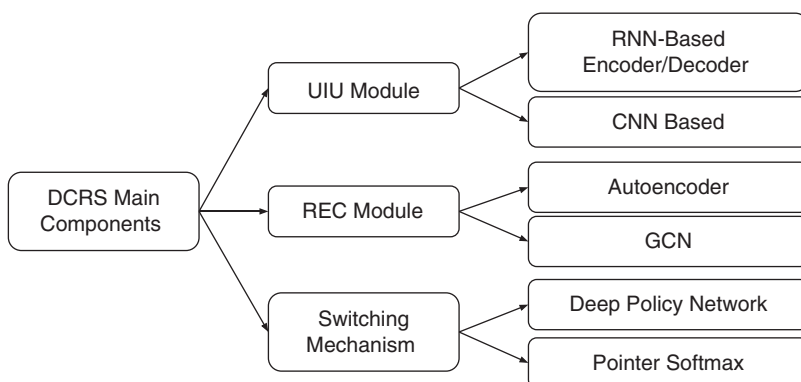 DCRS Main
Components
UIU Module
RNN-Based
Encoder/Decoder
CNN Based
REC Module
Autoencoder
GCN
Switching
Mechanism
Deep Policy Network
Pointer Softmax